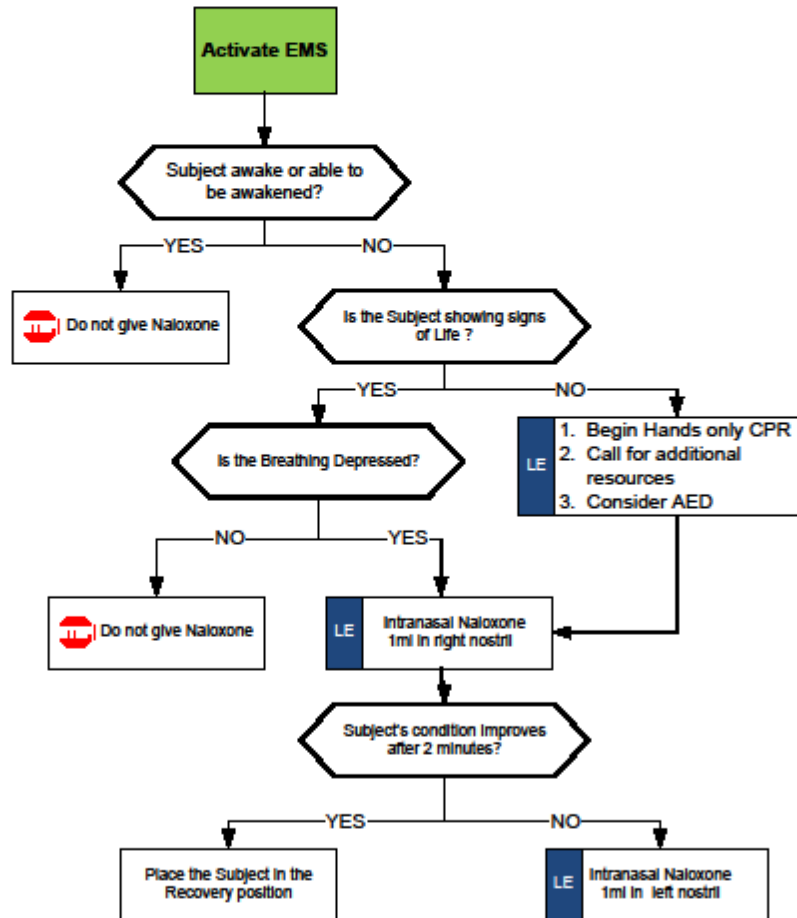 Activate EMS
Subject awake or able to
be awakened?
YES
NO
Do not give Naloxone
Is the Subject showing signs
of Life ?
YES
NO
Is the Breathing Depressed?
LE
1. Begin Hands only CPR
2. Call for additional
resources
3. Consider AED
NO
YES
Do not give Naloxone
LE
Intranasal Naloxone
1ml in right nostril
Subject's condition improves
after 2 minutes?
YES
NO
Place the Subject in the
Recovery position
LE
Intranasal Naloxone
1ml in left nostril